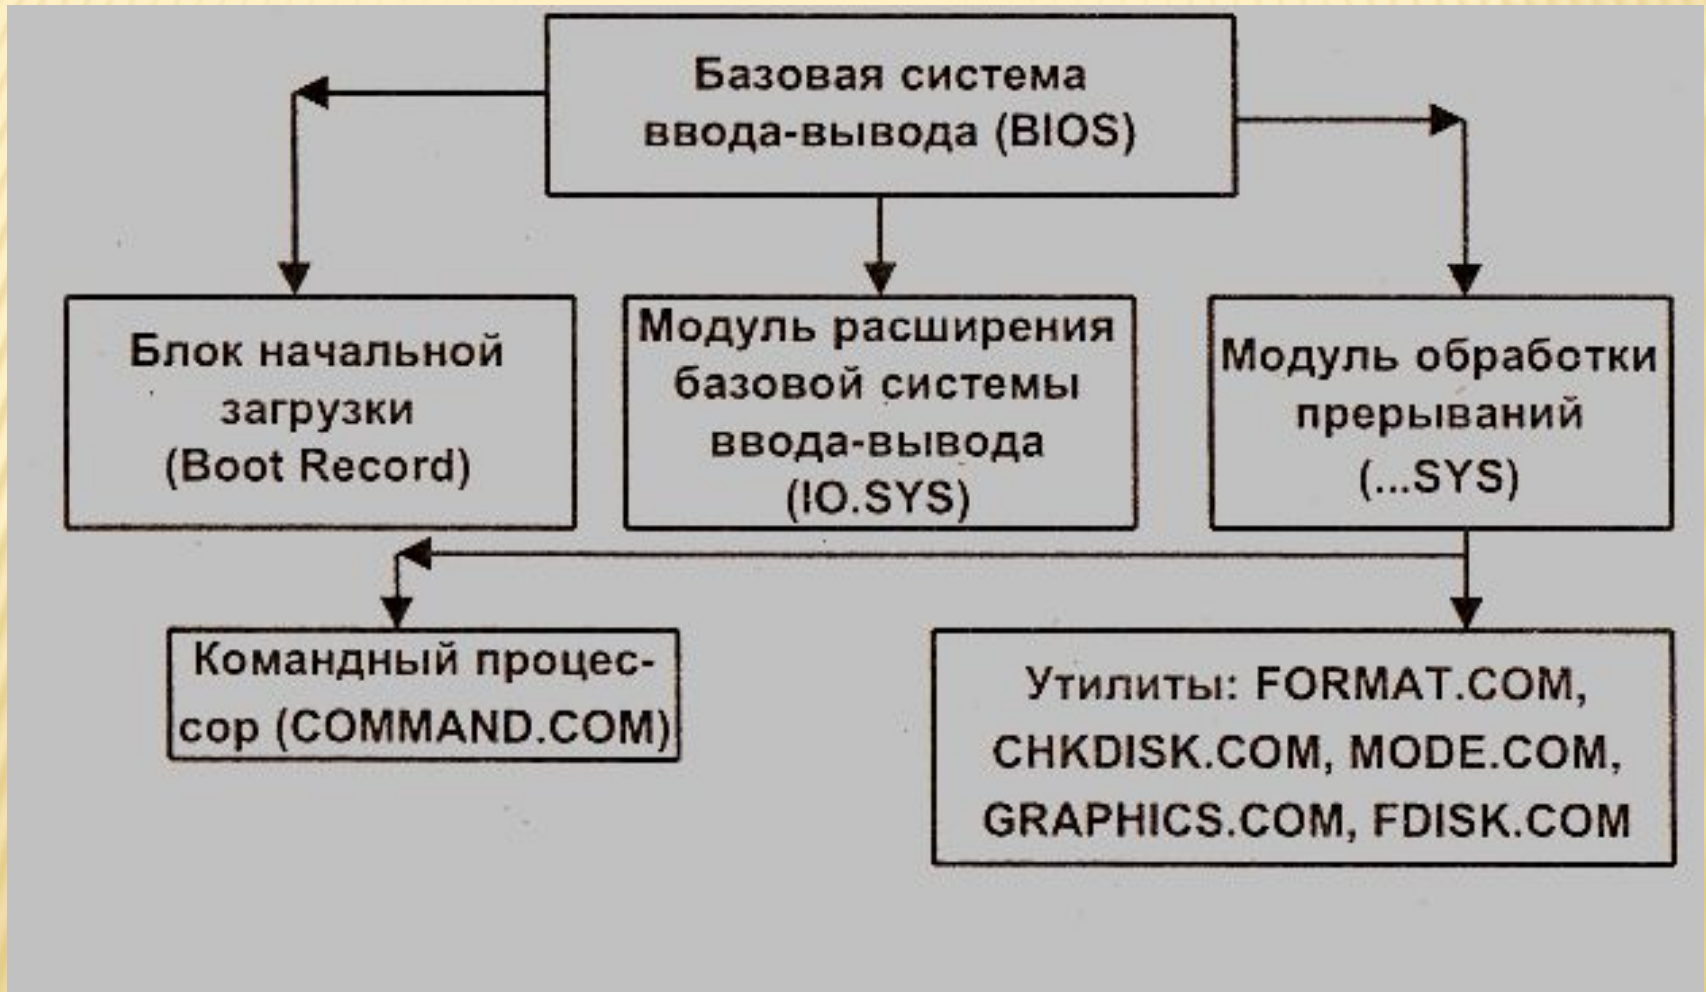 Базовая система
ввода-вывода (BIOS)
Блок начальной
загрузки
(Boot Record)
Модуль расширения
базовой системы
ввода-вывода
(IO.SYS)
Модуль обработки
прерываний
(...SYS)
Командный процес-
сор (COMMAND.COM)
Утилиты: FORMAT.COM,
CHKDISK.COM, MODE.COM,
GRAPHICS.COM, FDISK.COM